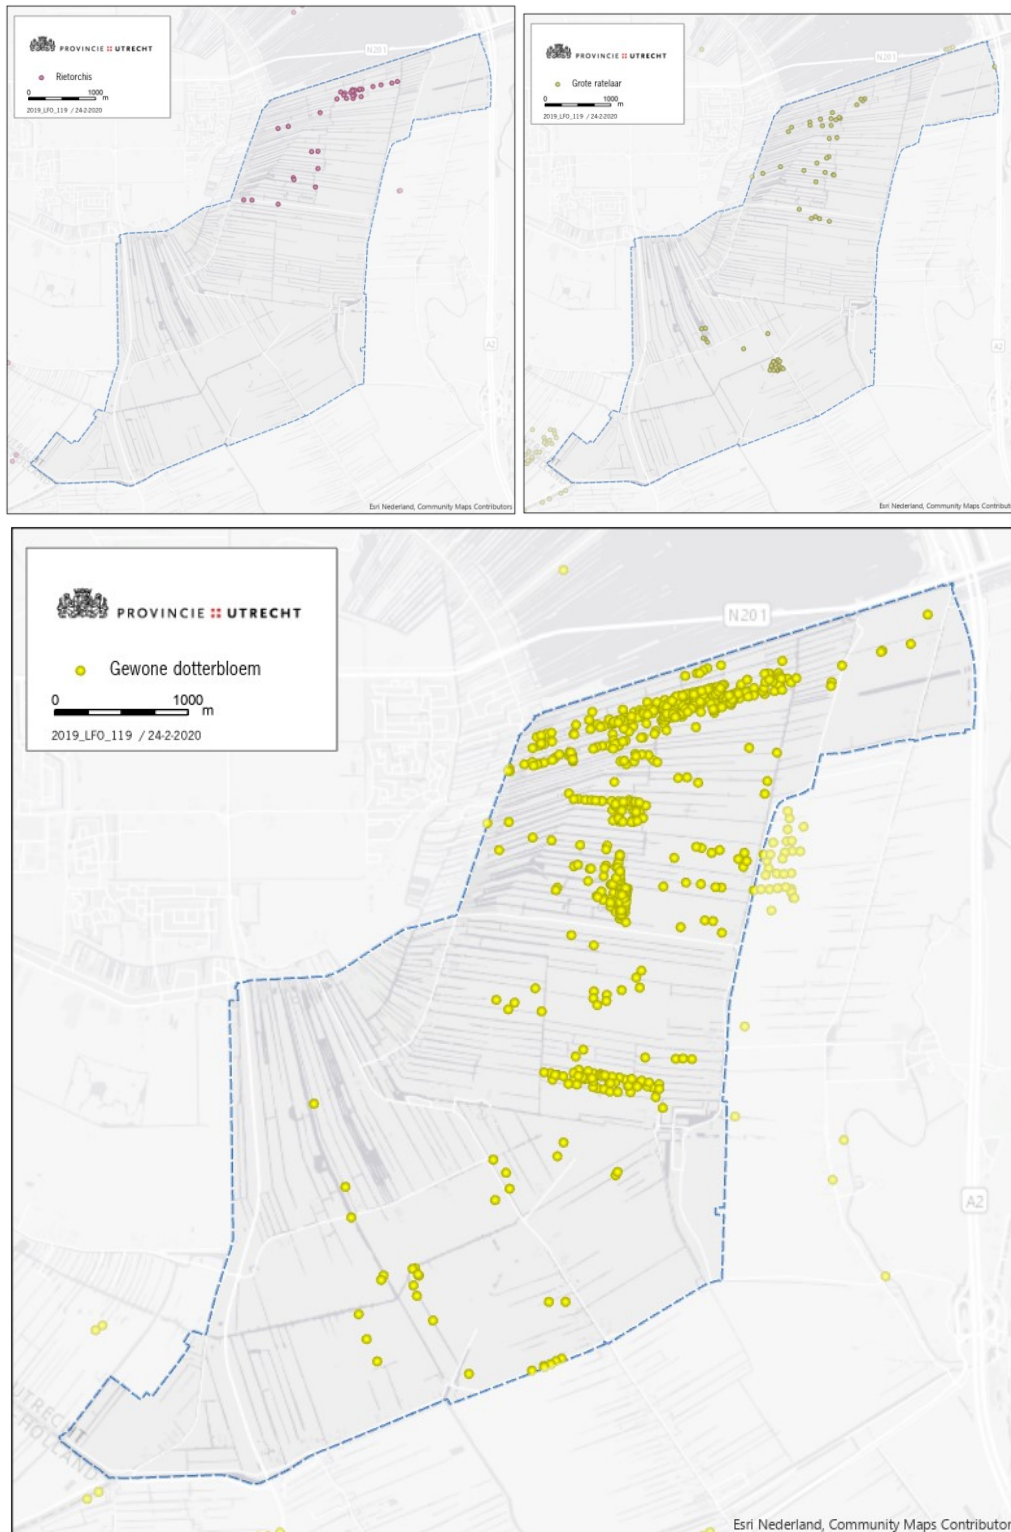 PROVINCIE UTRECHT
Rietorchis
0 1000
m
2019_LFO_119 / 24-2-2020
N201
A2
UTRECHT
Esri Nederland, Community Maps Contributors
PROVINCIE UTRECHT
Grote ratelaar
0 1000
m
2019_LFO_119 / 24-2-2020
N201
A2
Esri Nederland, Community Maps Contributors
PROVINCIE UTRECHT
Gewone dotterbloem
0 1000
m
2019_LFO_119 / 24-2-2020
N201
A2
UTRECHT
HOLLAND
Esri Nederland, Community Maps Contributor